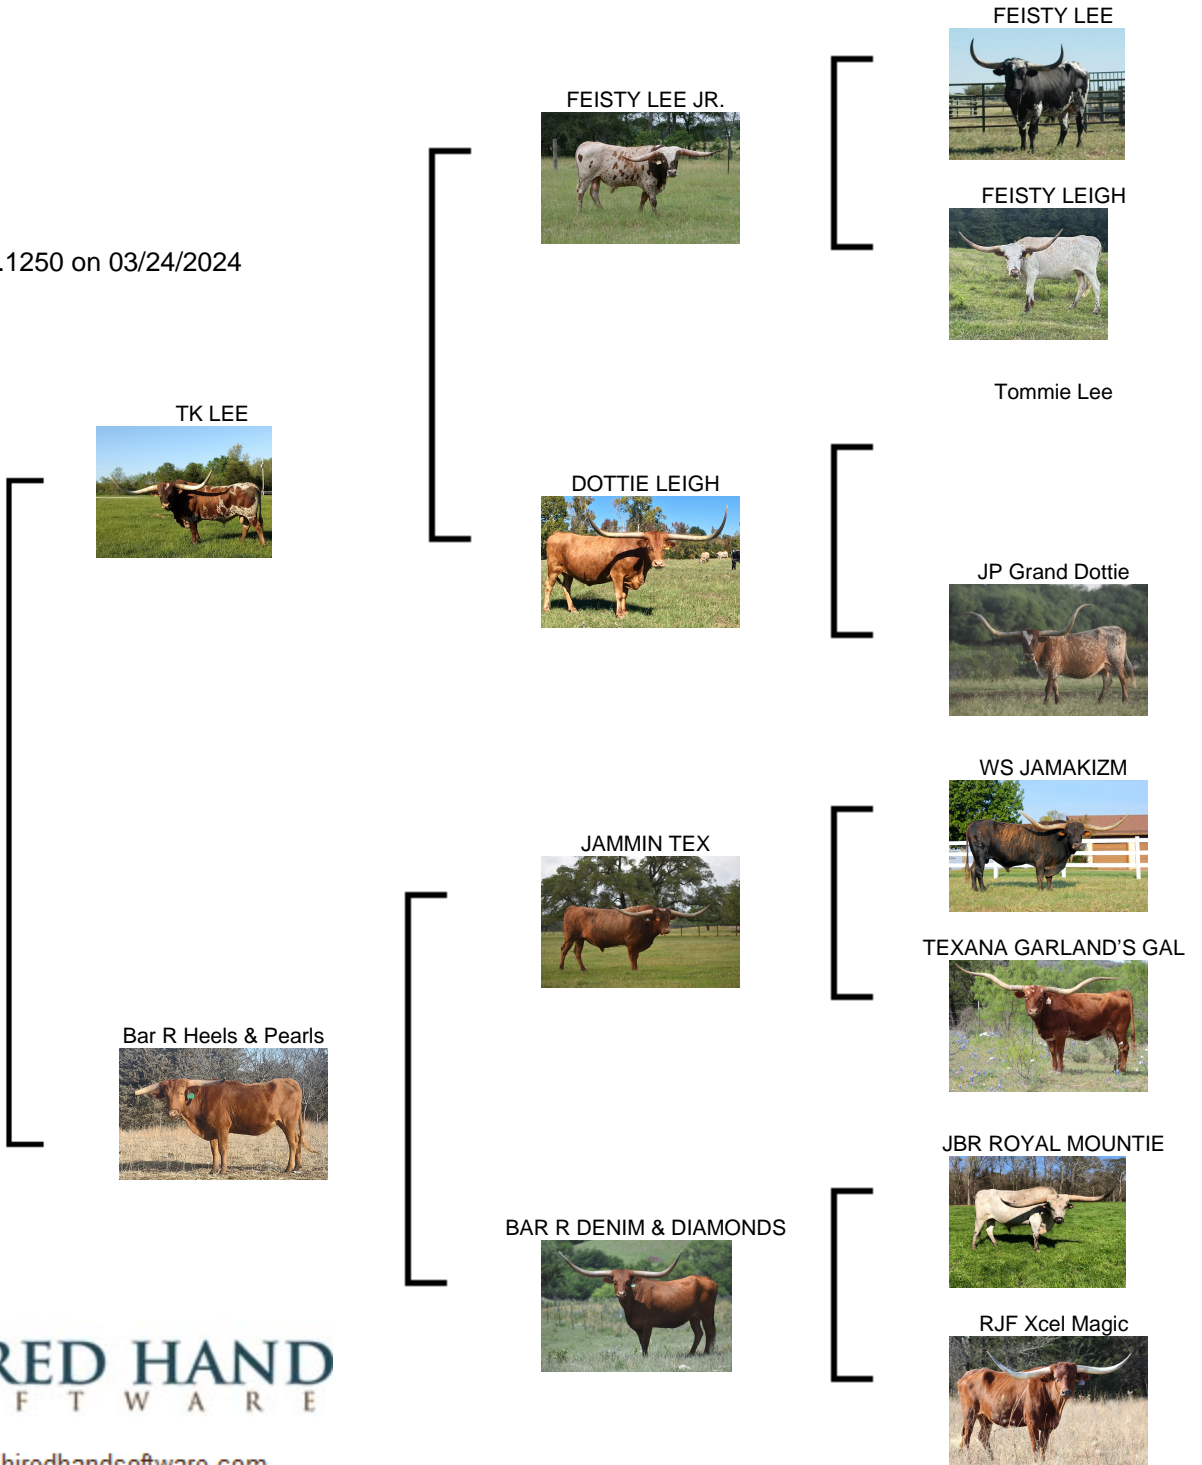 FEISTY LEE
FEISTY LEE JR.
FEISTY LEIGH
.1250 on 03/24/2024
Tommie Lee
TK LEE
DOTTIE LEIGH
JP Grand Dottie
WS JAMAKIZM
JAMMIN TEX
TEXANA GARLAND'S GAL
Bar R Heels & Pearls
JBR ROYAL MOUNTIE
BAR R DENIM & DIAMONDS
RJF Xcel Magic
RED HAND
F T W A R E
hiredhandsoftware.com